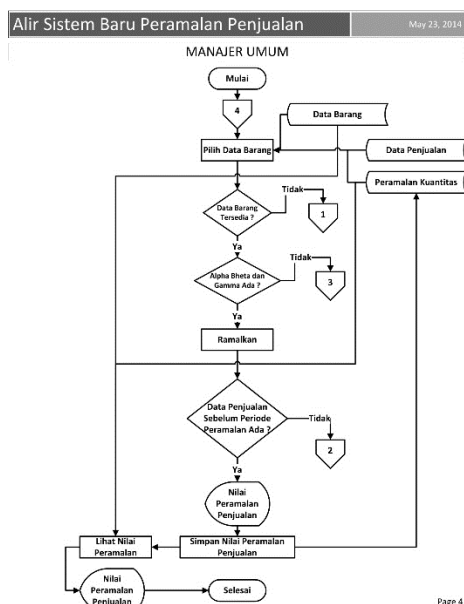 Alir Sistem Baru Peramalan Penjualan
May 23, 2014
MANAJER UMUM
Mulai
4
Data Barang
Pilih Data Barang
Data Penjualan
Peramalan Kuantitas
Tidak
Data Barang
Tersedia ?
1
Ya
Tidak
Alpha Bheta dan
Gamma Ada ?
3
Ya
Ramalkan
Data Penjualan
Sebelum Periode
Peramalan Ada ?
Tidak
2
Ya
Nilai
Peramalan
Penjualan
Lihat Nilai
Peramalan
Simpan Nilai Peramalan
Penjualan
Nilai
Peramalan
Penjualan
Selesai
Page 4